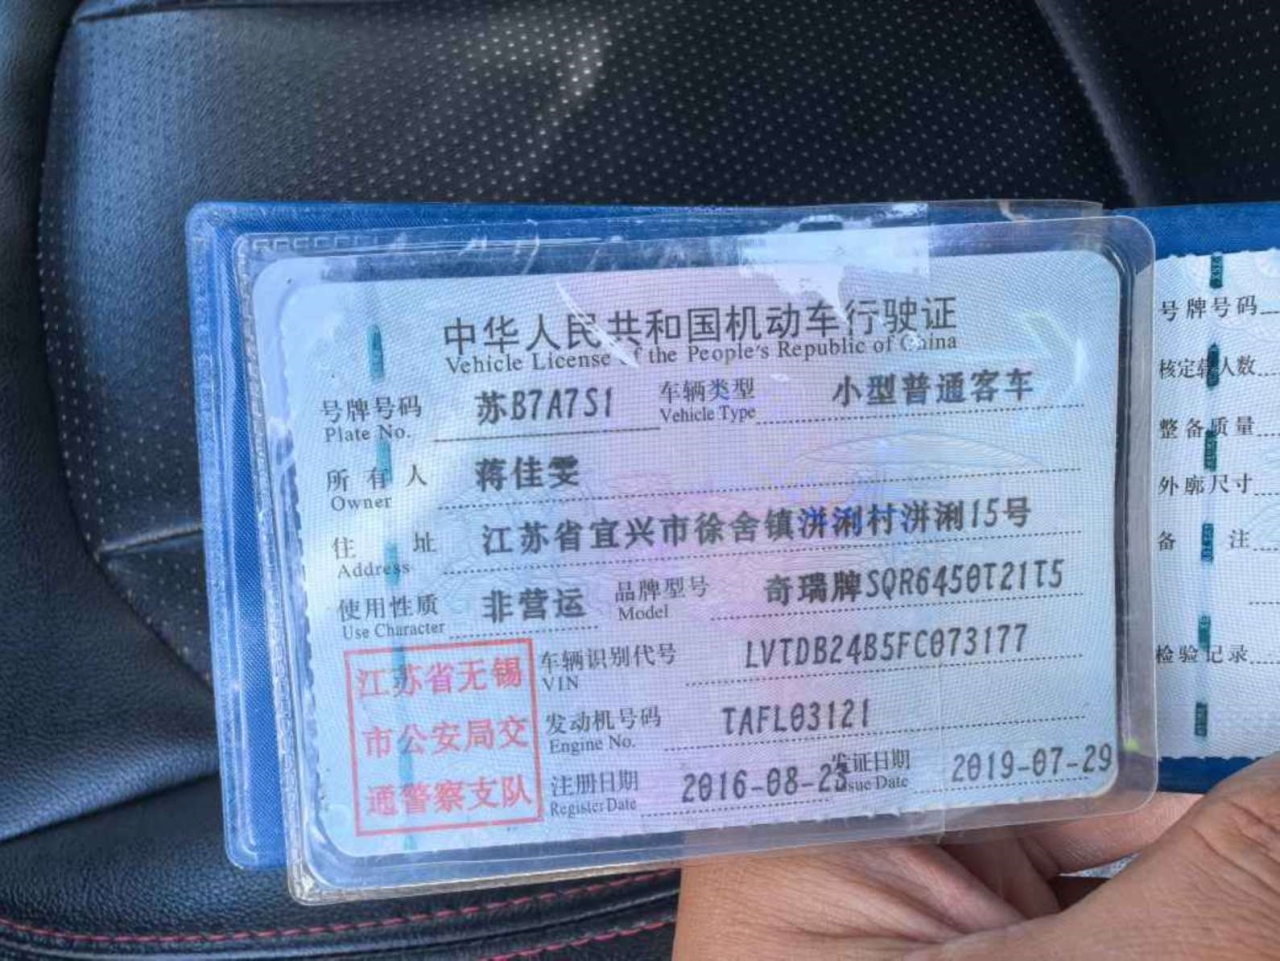 中华人民共和国机动车行驶证
Vehicle License of the People's Republic of China
号牌号码 苏B7A7S1 车辆类型 小型普通客车
Plate No. Vehicle Type
所有人 蒋佳雯
Owner
住址 江苏省宜兴市徐舍镇洴浰村洴浰15号
Address
使用性质 非营运 品牌型号 奇瑞牌SQR6450T21T5
Use Character Model
江苏省无锡
市公安局交
通警察支队
车辆识别代号 LVTDB24B5FC073177
VIN
发动机号码 TAFL03121
Engine No.
注册日期 2016-08-23 发证日期 2019-07-29
Register Date Issue Date
号牌号码
核定载人数
整备质量
外廓尺寸
备注
检验记录